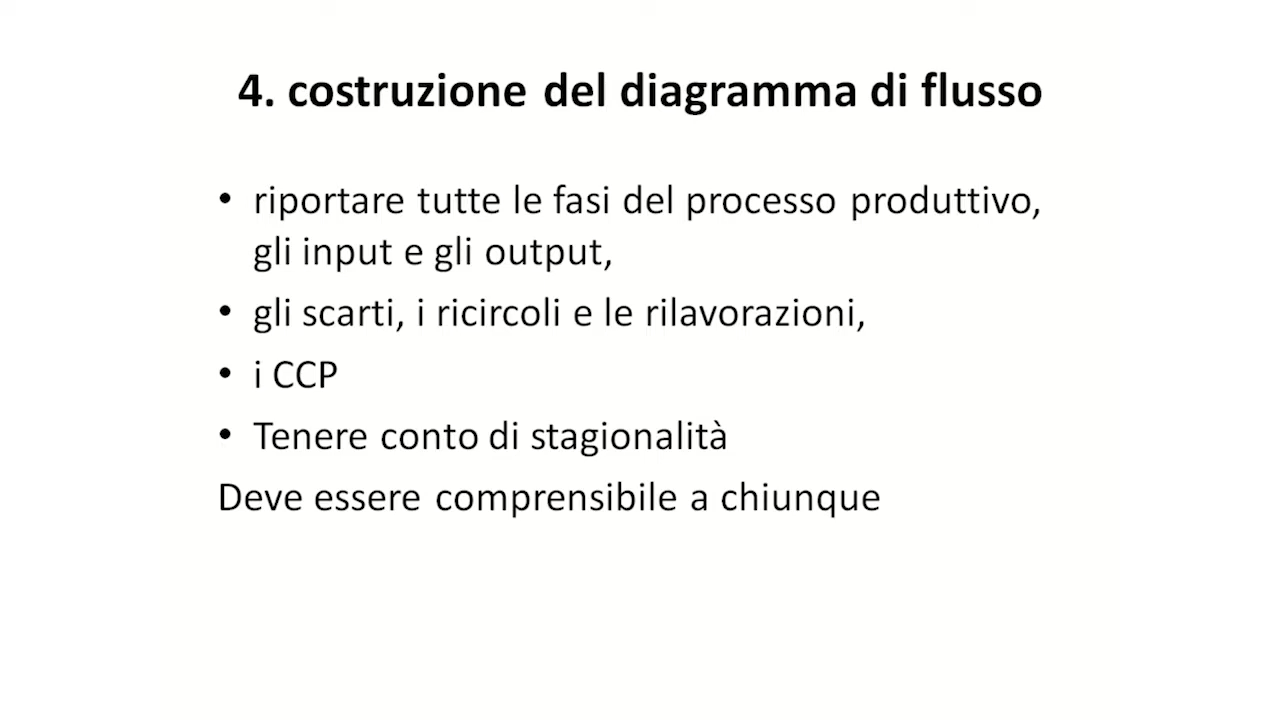 4. costruzione del diagramma di flusso
• riportare tutte le fasi del processo produttivo,
gli input e gli output,
• gli scarti, i ricircoli e le rilavorazioni,
• i CCP
• Tenere conto di stagionalità
Deve essere comprensibile a chiunque